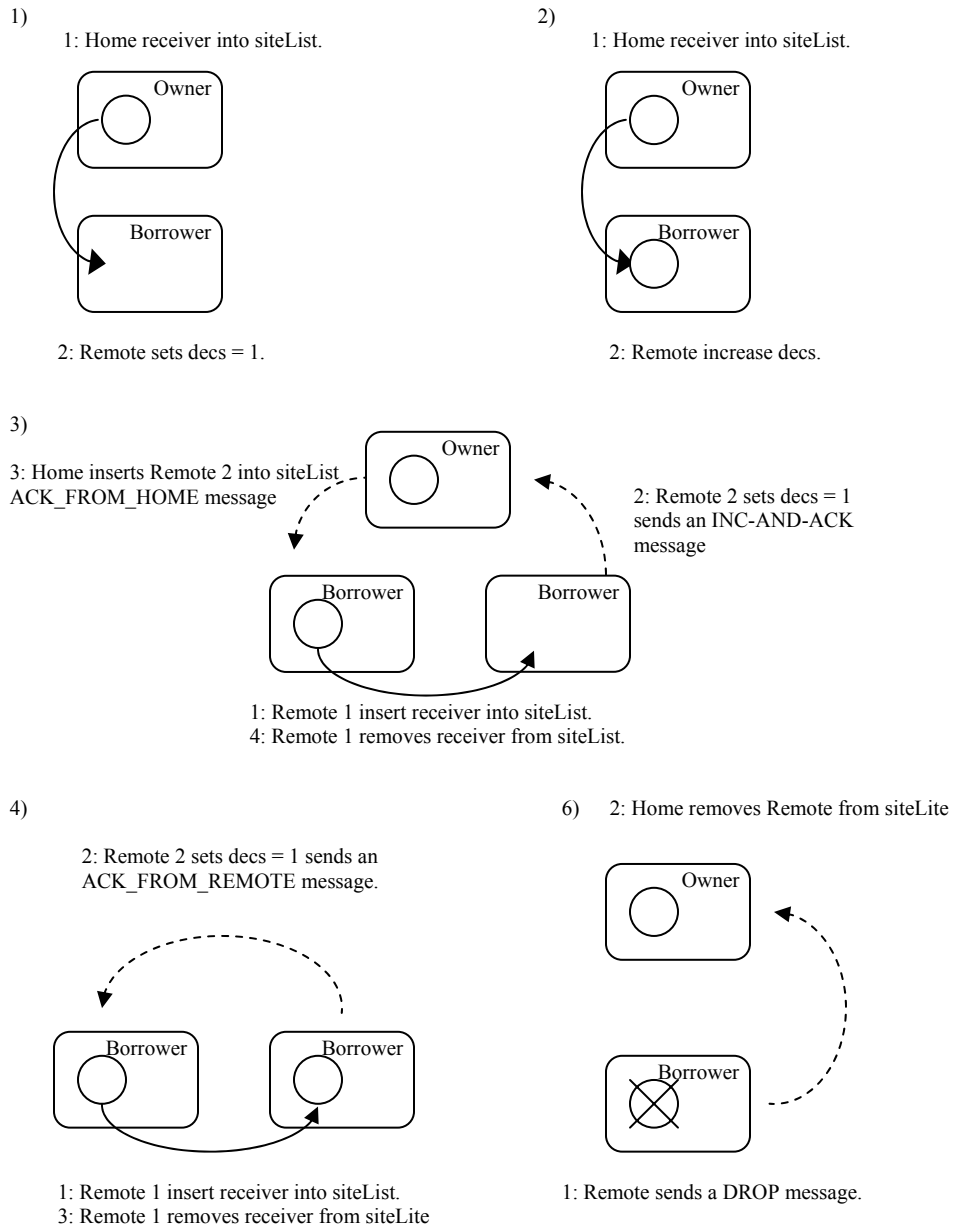 1)
1: Home receiver into siteList.
Owner
Borrower
2: Remote sets decs = 1.
2)
1: Home receiver into siteList.
Owner
Borrower
2: Remote increase decs.
3)
3: Home inserts Remote 2 into siteList
ACK_FROM_HOME message
Owner
2: Remote 2 sets decs = 1
sends an INC-AND-ACK
message
Borrower
Borrower
1: Remote 1 insert receiver into siteList.
4: Remote 1 removes receiver from siteList.
4)
2: Remote 2 sets decs = 1 sends an
ACK_FROM_REMOTE message.
Borrower
Borrower
1: Remote 1 insert receiver into siteList.
3: Remote 1 removes receiver from siteLite
6)
2: Home removes Remote from siteLite
Owner
Borrower
1: Remote sends a DROP message.